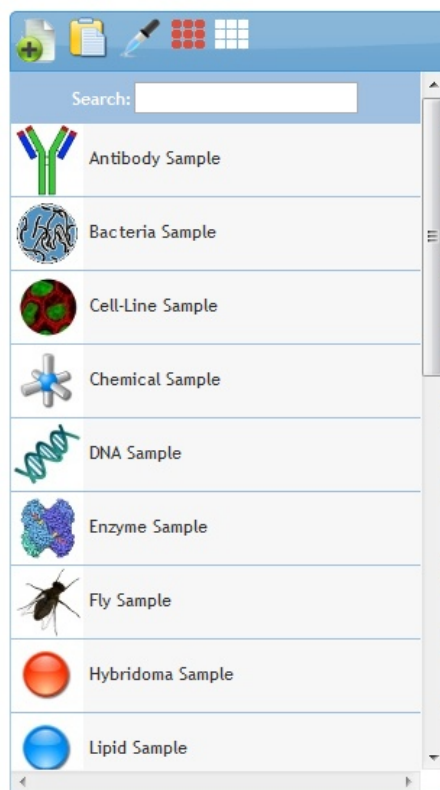 Search:
Antibody Sample
Bacteria Sample
Cell-Line Sample
Chemical Sample
DNA Sample
Enzyme Sample
Fly Sample
Hybridoma Sample
Lipid Sample